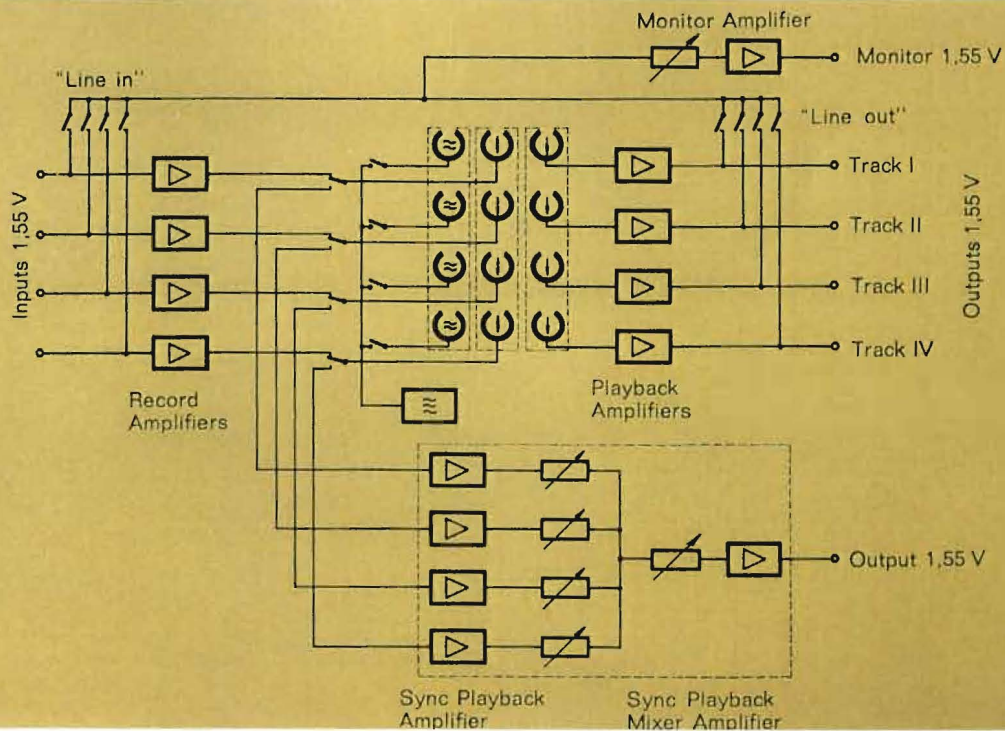 Monitor Amplifier
Monitor 1,55 V
"Line in"
"Line out"
Inputs 1,55 V
Track I
Track II
Track III
Track IV
Outputs 1,55 V
Record
Amplifiers
Playback
Amplifiers
Output 1,55 V
Sync Playback
Amplifier
Sync Playback
Mixer Amplifier